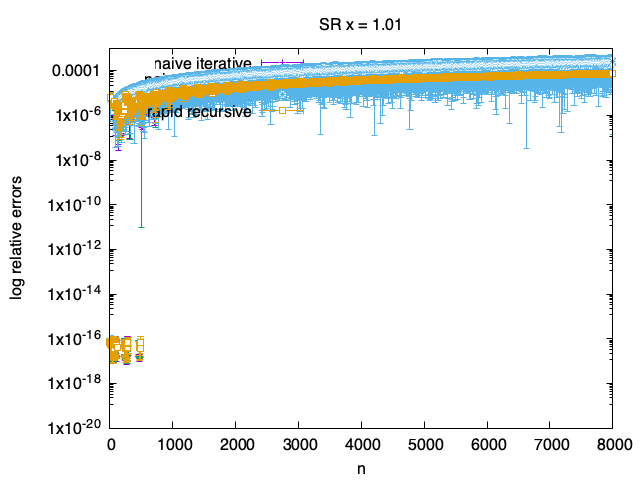 SR x = 1.01
naive iterative
rapid recursive
log relative errors
0.0001
1x10-6
1x10-8
1x10-10
1x10-12
1x10-14
1x10-16
1x10-18
1x10-20
0 1000 2000 3000 4000 5000 6000 7000 8000
n